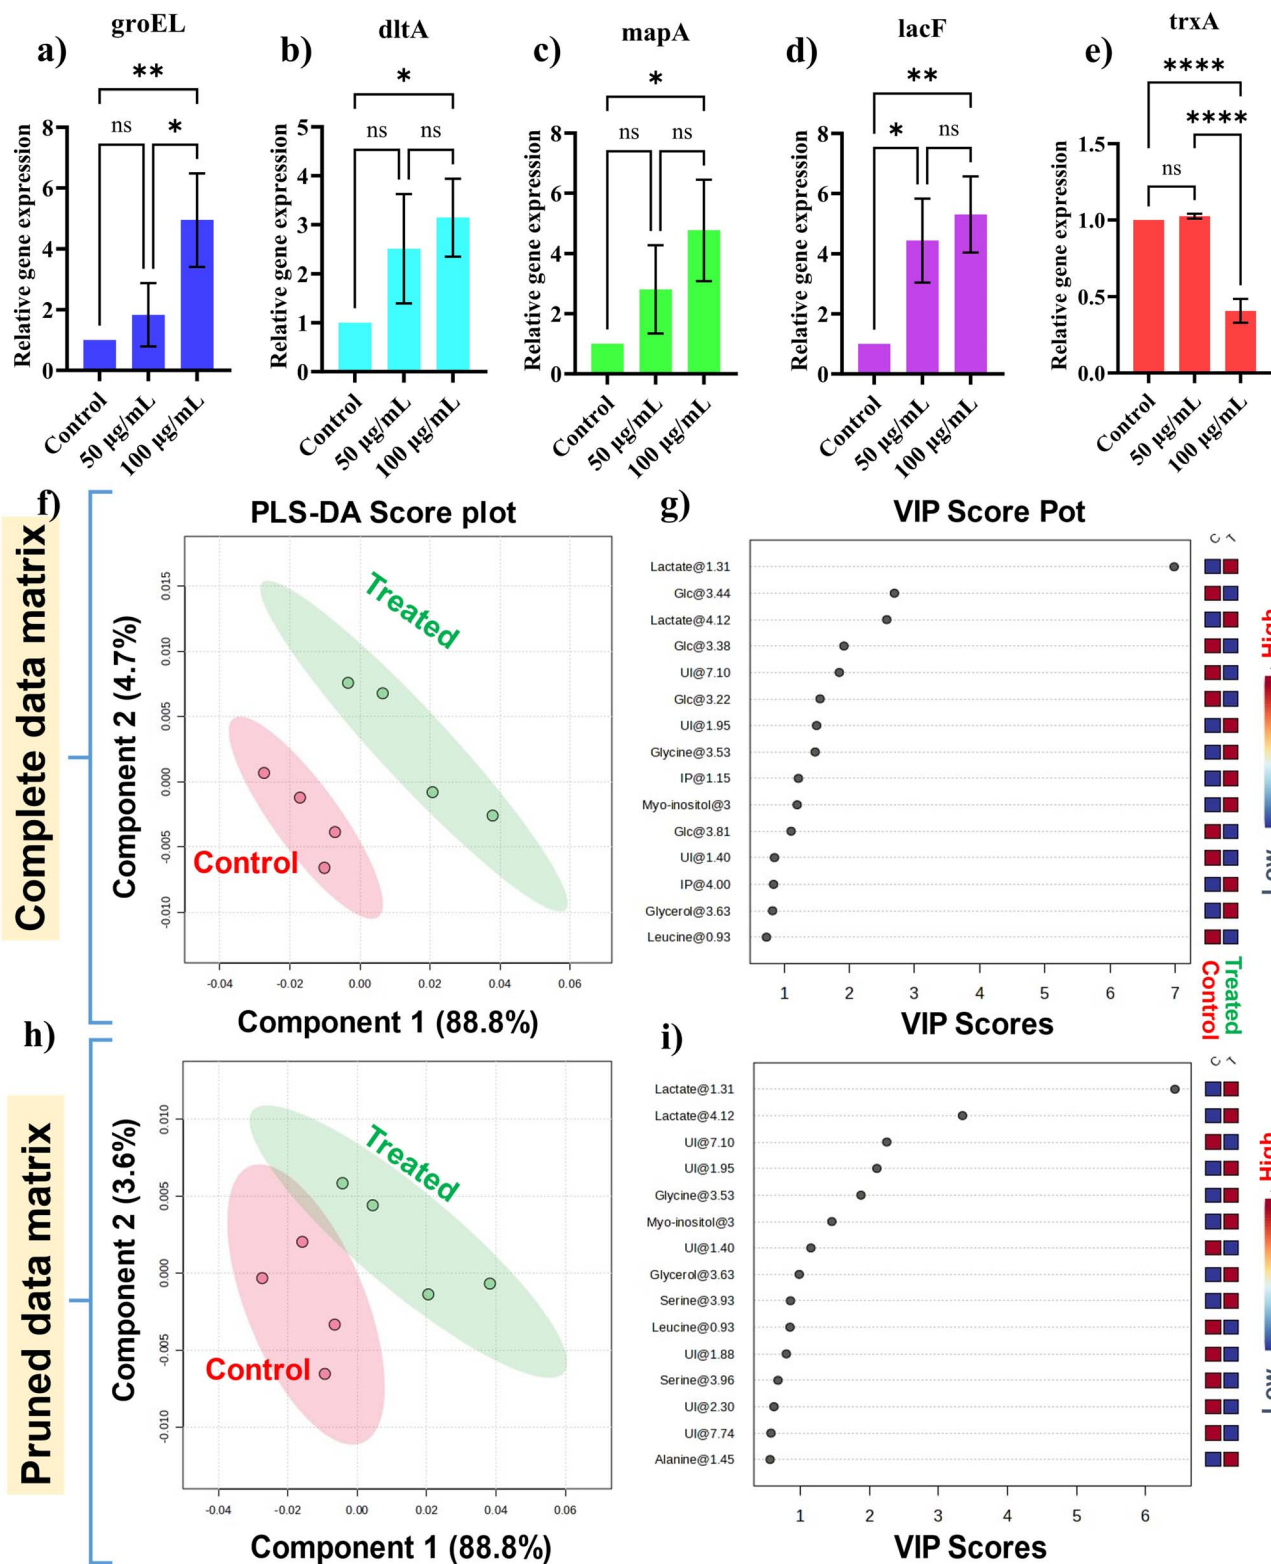 a)
groEL
**
ns
*
Relative gene expression
8
6
4
2
0
Control
50 µg/mL
100 µg/mL
b)
dltA
*
ns
ns
Relative gene expression
5
4
3
2
1
0
Control
50 µg/mL
100 µg/mL
c)
mapA
*
ns
ns
Relative gene expression
8
6
4
2
0
Control
50 µg/mL
100 µg/mL
d)
lacF
**
*
ns
Relative gene expression
8
6
4
2
0
Control
50 µg/mL
100 µg/mL
e)
trxA
****
****
ns
Relative gene expression
1.5
1.0
0.5
0.0
Control
50 µg/mL
100 µg/mL
Complete data matrix
f)
PLS-DA Score plot
Component 2 (4.7%)
0.015
0.010
0.005
0.000
-0.005
-0.010
Treated
Control
-0.04
-0.02
0.00
0.02
0.04
0.06
Component 1 (88.8%)
g)
VIP Score Pot
C
T
Lactate@1.31
Glc@3.44
Lactate@4.12
Glc@3.38
UI@7.10
Glc@3.22
UI@1.95
Glycine@3.53
IP@1.15
Myo-inositol@3
Glc@3.81
UI@1.40
IP@4.00
Glycerol@3.63
Leucine@0.93
1
2
3
4
5
6
7
VIP Scores
High
Low
Control
Treated
Pruned data matrix
h)
Component 2 (3.6%)
0.010
0.005
0.000
-0.005
-0.010
Treated
Control
-0.04
-0.02
0.00
0.02
0.04
0.06
Component 1 (88.8%)
i)
C
T
Lactate@1.31
Lactate@4.12
UI@7.10
UI@1.95
Glycine@3.53
Myo-inositol@3
UI@1.40
Glycerol@3.63
Serine@3.93
Leucine@0.93
UI@1.88
Serine@3.96
UI@2.30
UI@7.74
Alanine@1.45
1
2
3
4
5
6
VIP Scores
High
Low